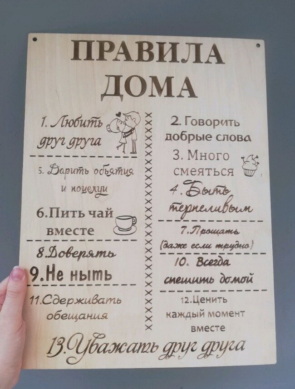 ПРАВИЛА
ДОМА
1. Любить
друг друга
2. Говорить
добрые слова
3. Много
смеяться
5. Дарить объятия
и конфеты
4. Быть
терпеливым
6.Пить чай
вместе
7. Прощать
(даже если трудно)
8.Доверять
9.Не ныть
10. Всегда
спешить домой
11.Сдерживать
обещания
12.Ценить
каждый момент
вместе
13.Уважать друг друга